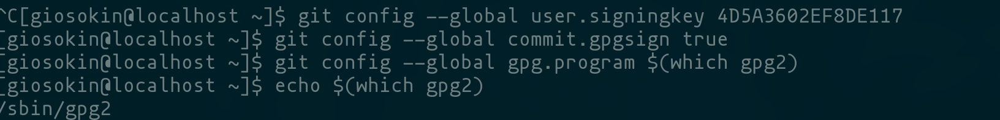 ^C[giosokin@localhost ~]$ git config --global user.signingkey 4D5A3602EF8DE117
[giosokin@localhost ~]$ git config --global commit.gpgsign true
[giosokin@localhost ~]$ git config --global gpg.program $(which gpg2)
[giosokin@localhost ~]$ echo $(which gpg2)
/sbin/gpg2